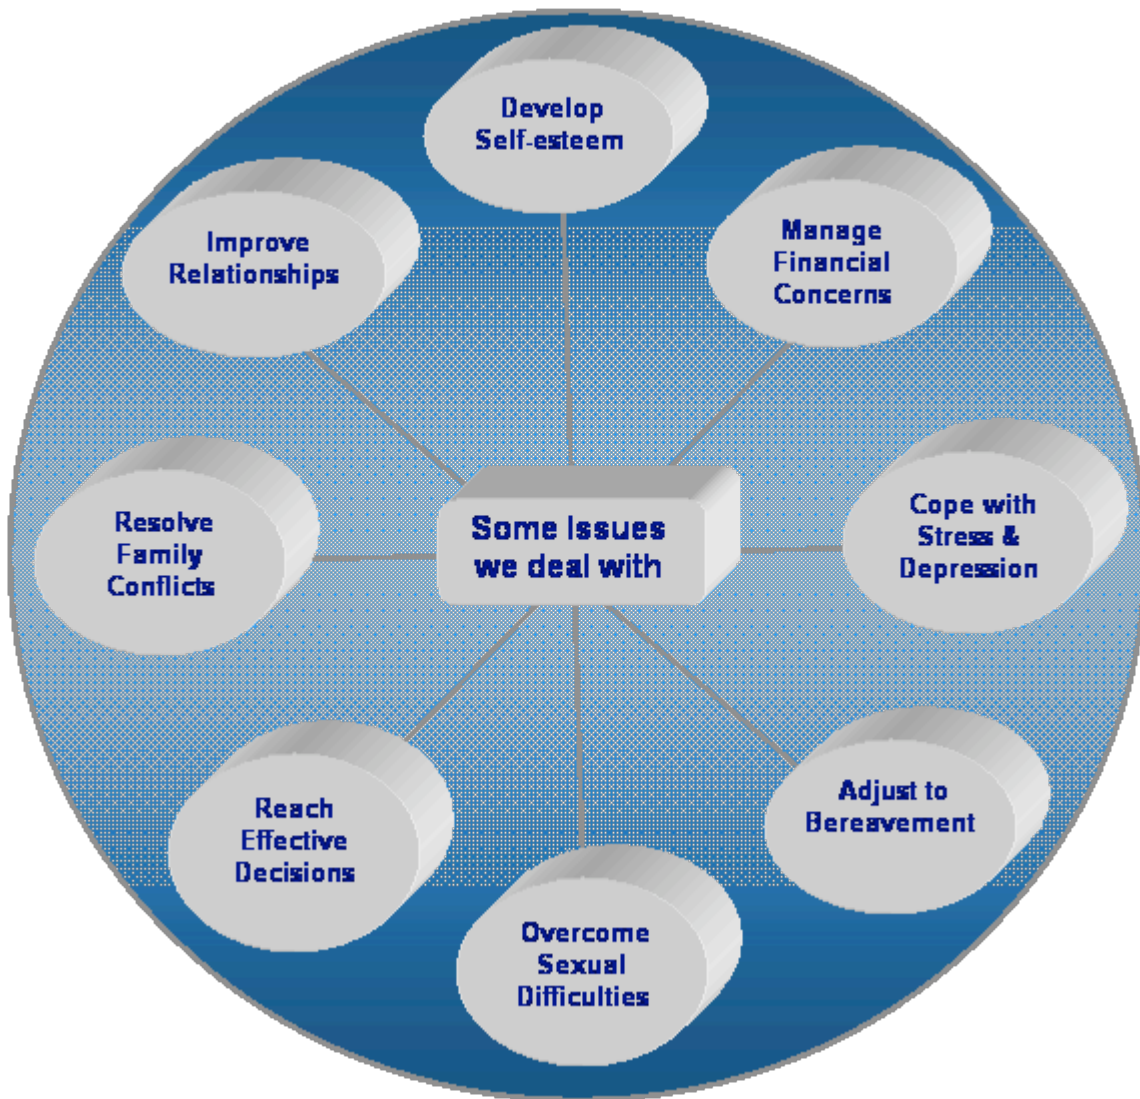 Develop
Self-esteem
Manage
Financial
Concerns
Cope with
Stress &
Depression
Adjust to
Bereavement
Overcome
Sexual
Difficulties
Reach
Effective
Decisions
Resolve
Family
Conflicts
Improve
Relationships
Some Issues
we deal with